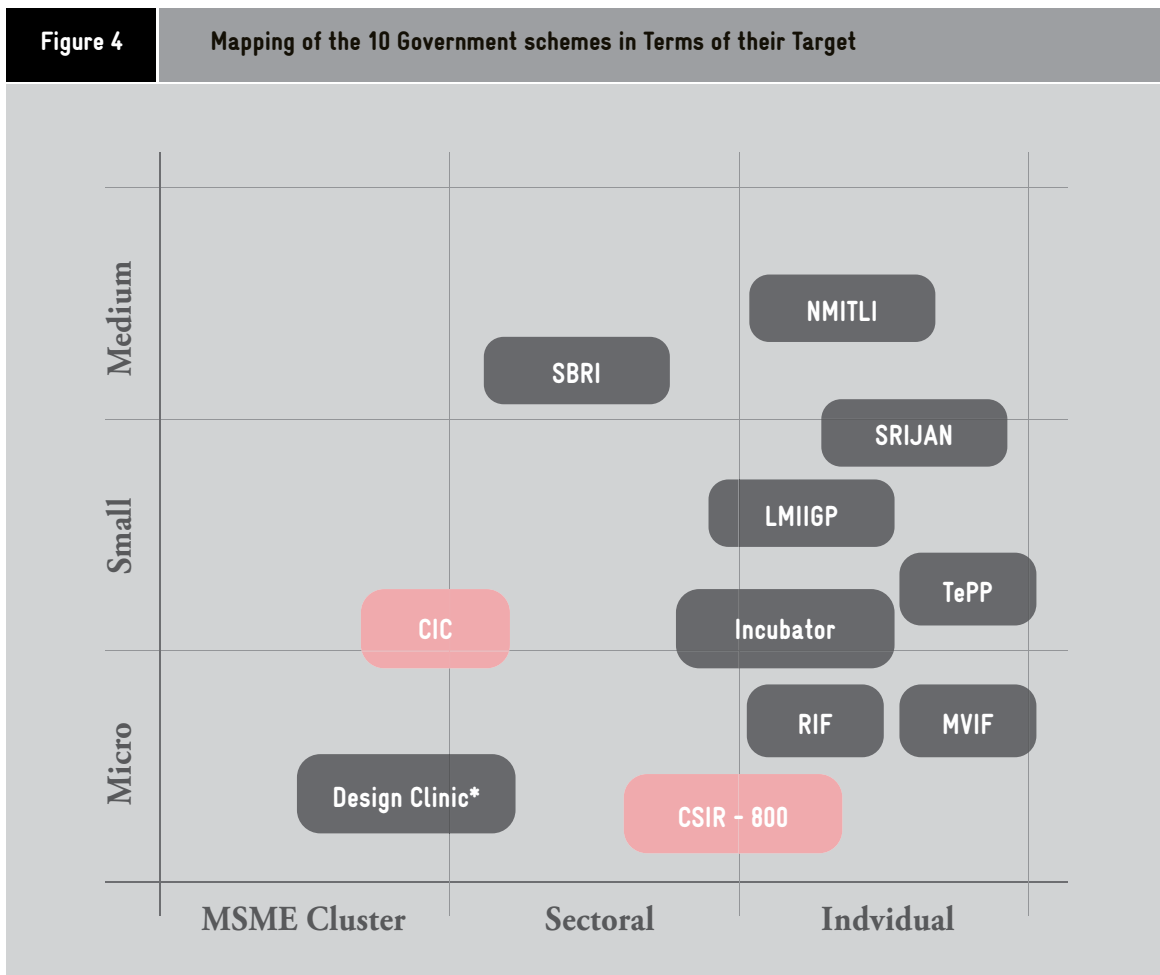 Figure 4
Mapping of the 10 Government schemes in Terms of their Target
Medium
NMITLI
SBRI
SRIJAN
Small
LMIIGP
TePP
CIC
Incubator
Micro
RIF
MVIF
Design Clinic*
CSIR - 800
MSME Cluster
Sectoral
Indvidual